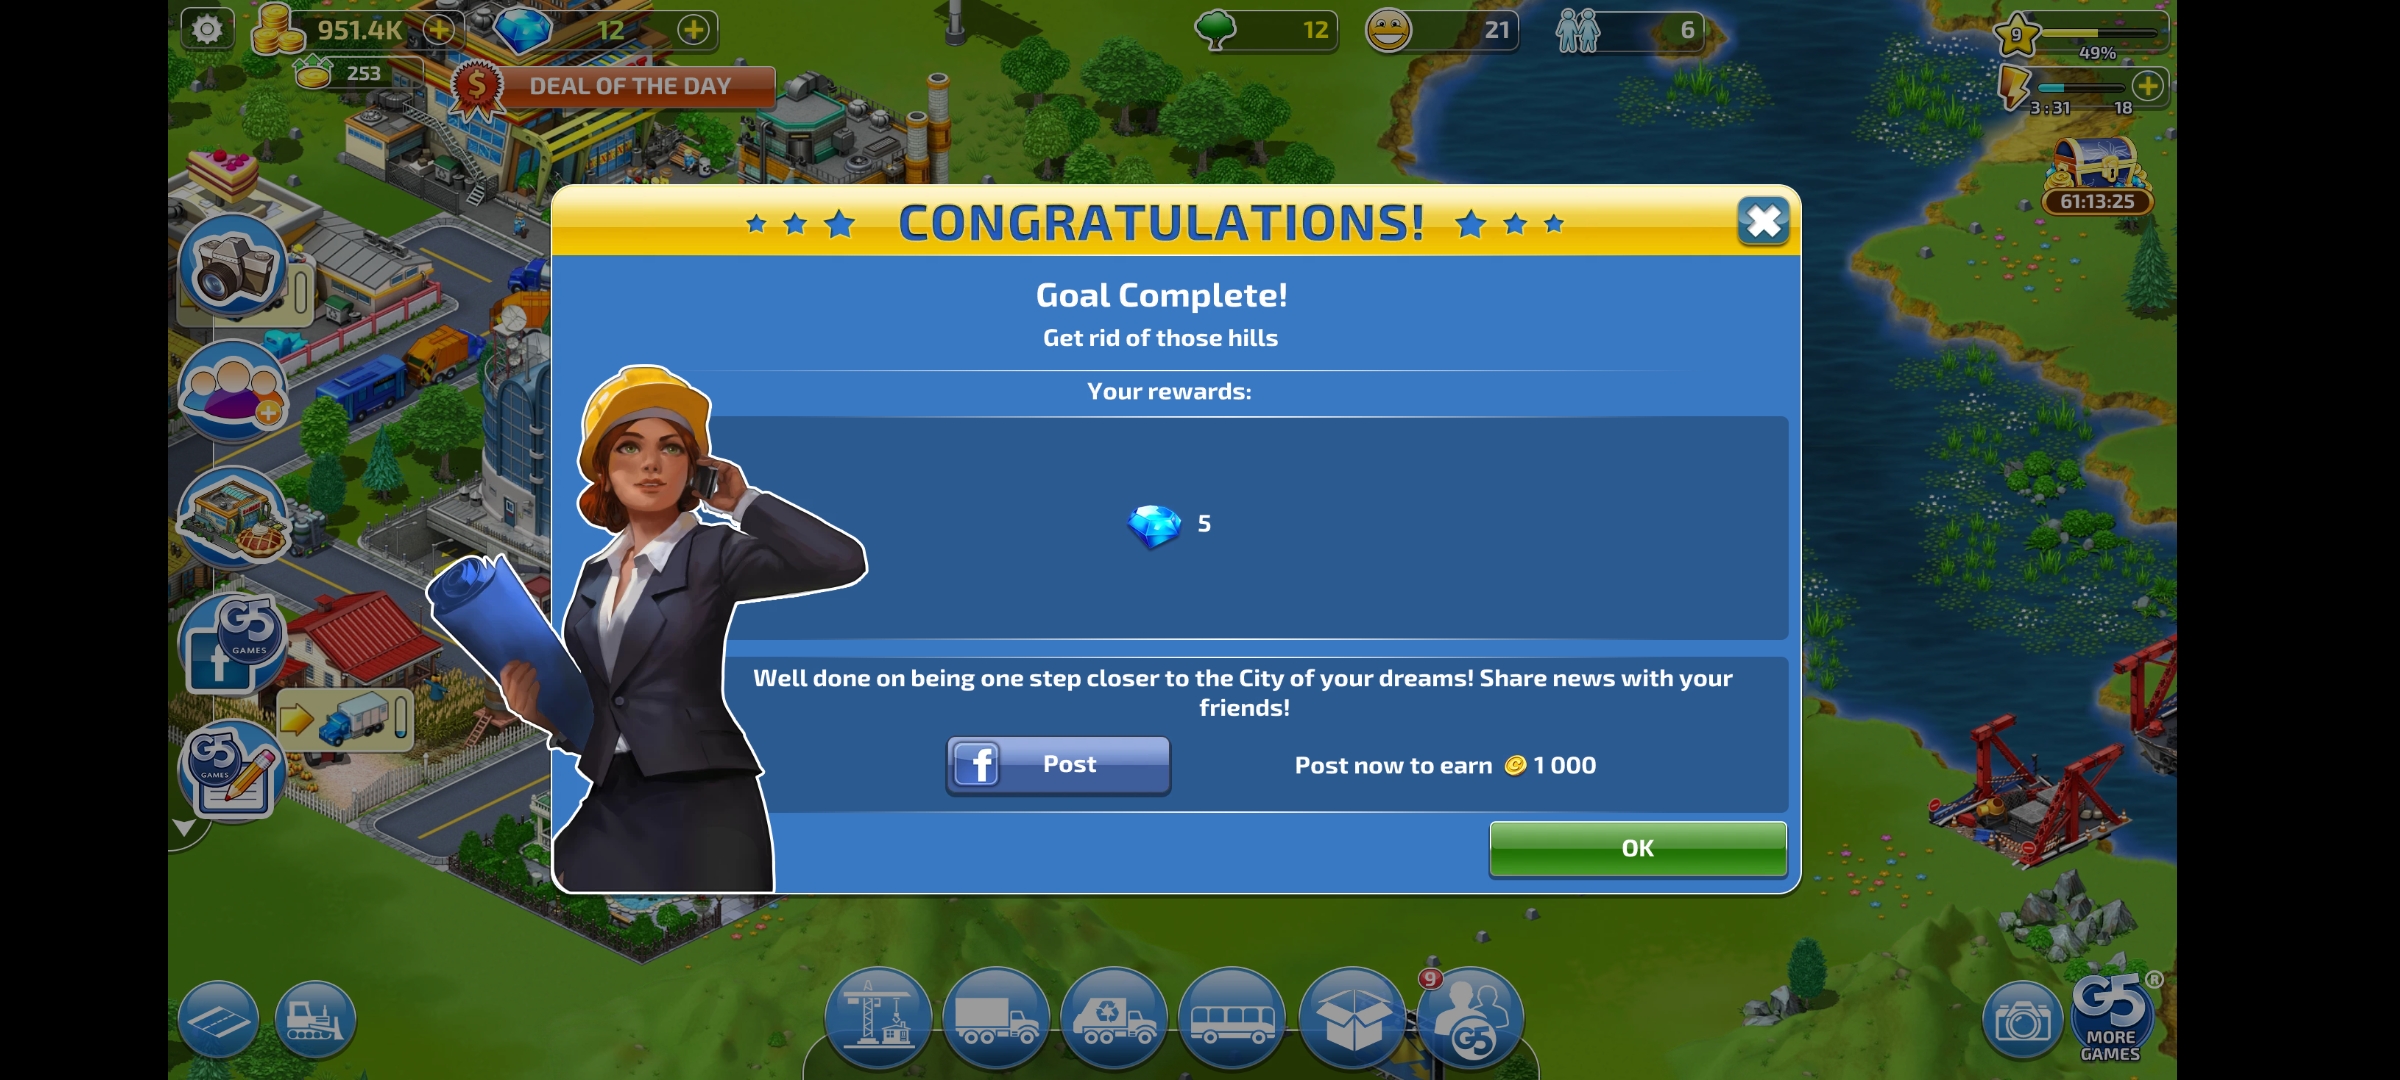 951.4K
12
12
21
6
9
49%
253
DEAL OF THE DAY
3:31
18
61:13:25
CONGRATULATIONS!
Goal Complete!
Get rid of those hills
Your rewards:
5
G5
GAMES
f
Well done on being one step closer to the City of your dreams! Share news with your
friends!
f Post
Post now to earn 1 000
G5
GAMES
OK
9
G5
G5 ®
MORE
GAMES